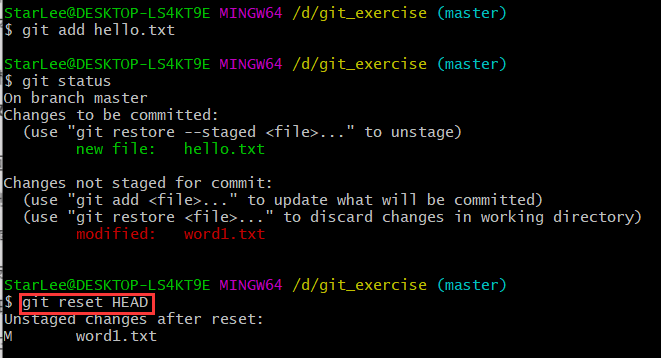 StarLee@DESKTOP-LS4KT9E MINGW64 /d/git_exercise (master)
$ git add hello.txt
StarLee@DESKTOP-LS4KT9E MINGW64 /d/git_exercise (master)
$ git status
On branch master
Changes to be committed:
  (use "git restore --staged <file>..." to unstage)
        new file:   hello.txt
Changes not staged for commit:
  (use "git add <file>..." to update what will be committed)
  (use "git restore <file>..." to discard changes in working directory)
        modified:   word1.txt
StarLee@DESKTOP-LS4KT9E MINGW64 /d/git_exercise (master)
$ git reset HEAD
Unstaged changes after reset:
M       word1.txt